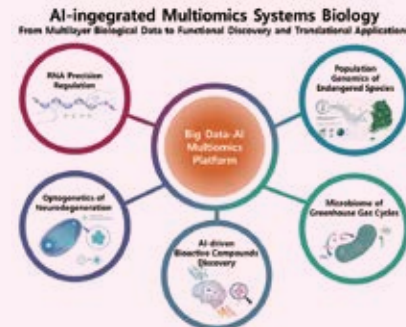 AI-ingegrated Multiomics Systems Biology
From Multilayer Biological Data to Functional Discovery and Translational Application
RNA Precision
Regulation
Population
Genomics of
Endangered Species
Big Data-AI
Multiomics
Platform
Optogenetics of
Neurodegeneration
Microbiome of
Greenhouse Gas Cycles
AI-driven
Bioactive Compounds
Discovery